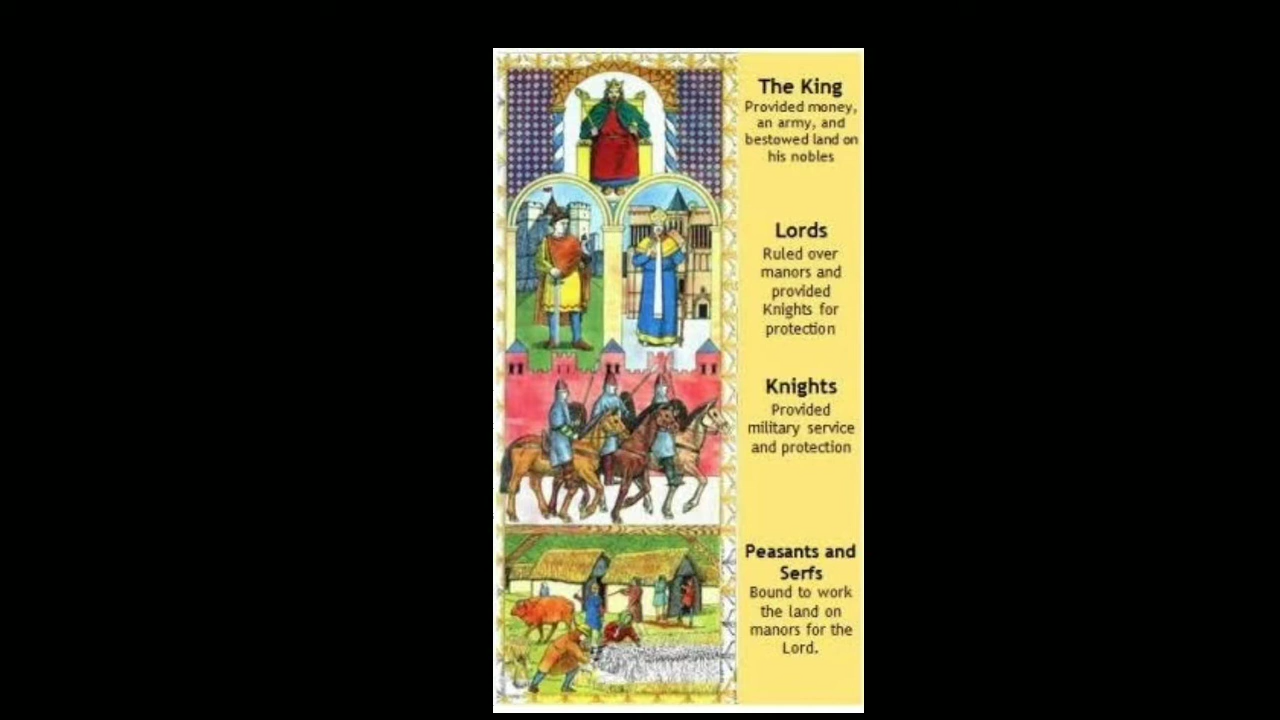 The King
Provided money,
an army, and
bestowed land on
his nobles
Lords
Ruled over
manors and
provided
Knights for
protection
Knights
Provided
military service
and protection
Peasants and
Serfs
Bound to work
the land on
manors for the
Lord.